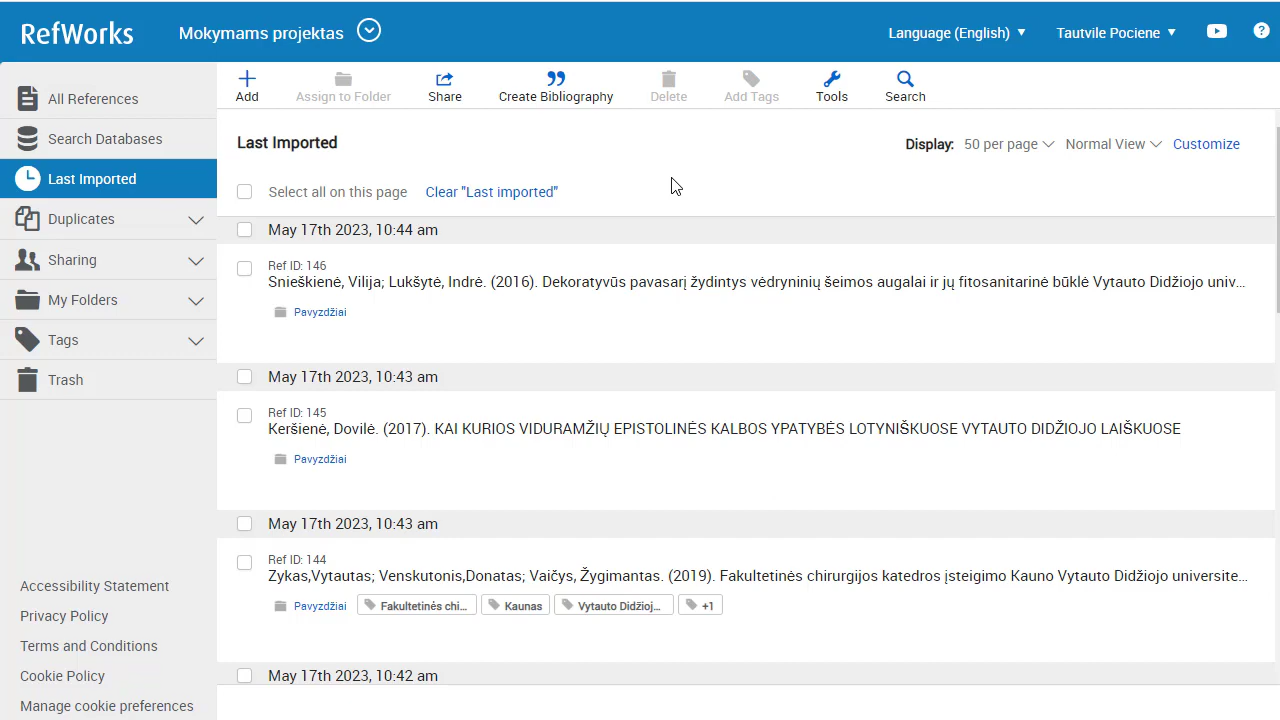 RefWorks
Mokymams projektas
Language (English)
Tautvile Pociene
All References
Search Databases
Last Imported
Duplicates
Sharing
My Folders
Tags
Trash
Accessibility Statement
Privacy Policy
Terms and Conditions
Cookie Policy
Manage cookie preferences
Add
Assign to Folder
Share
Create Bibliography
Delete
Add Tags
Tools
Search
Last Imported
Display: 50 per page Normal View Customize
Select all on this page Clear "Last imported"
May 17th 2023, 10:44 am
Ref ID: 146
Snieškienė, Vilija; Lukšytė, Indrė. (2016). Dekoratyvūs pavasarį žydintys vėdryninių šeimos augalai ir jų fitosanitarinė būklė Vytauto Didžiojo univ...
Pavyzdžiai
May 17th 2023, 10:43 am
Ref ID: 145
Keršienė, Dovilė. (2017). KAI KURIOS VIDURAMŽIŲ EPISTOLINĖS KALBOS YPATYBĖS LOTYNIŠKUOSE VYTAUTO DIDŽIOJO LAIŠKUOSE
Pavyzdžiai
May 17th 2023, 10:43 am
Ref ID: 144
Zykas,Vytautas; Venskutonis,Donatas; Vaičys, Žygimantas. (2019). Fakultetinės chirurgijos katedros įsteigimo Kauno Vytauto Didžiojo universite...
Pavyzdžiai Fakultetinės chi... Kaunas Vytauto Didžioj... +1
May 17th 2023, 10:42 am